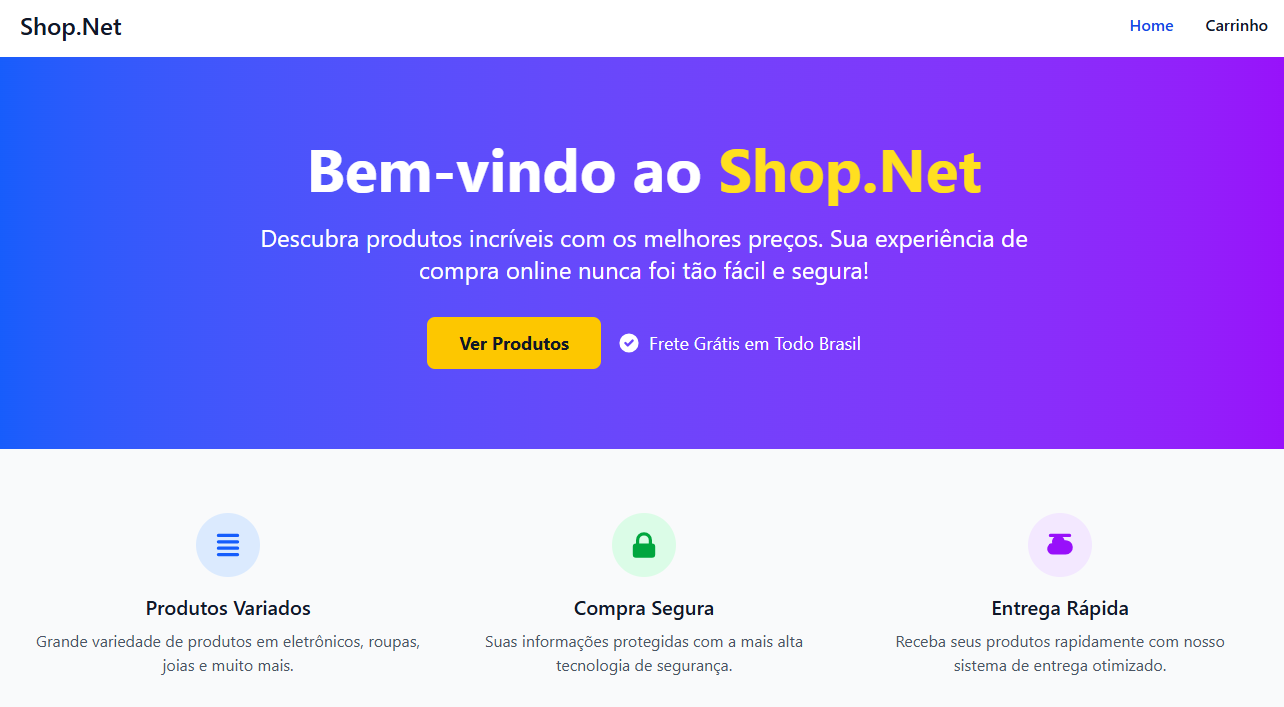 Shop.Net
Home
Carrinho
Bem-vindo ao Shop.Net
Descubra produtos incríveis com os melhores preços. Sua experiência de
compra online nunca foi tão fácil e segura!
Ver Produtos
Frete Grátis em Todo Brasil
Produtos Variados
Grande variedade de produtos em eletrônicos, roupas,
joias e muito mais.
Compra Segura
Suas informações protegidas com a mais alta
tecnologia de segurança.
Entrega Rápida
Receba seus produtos rapidamente com nosso
sistema de entrega otimizado.